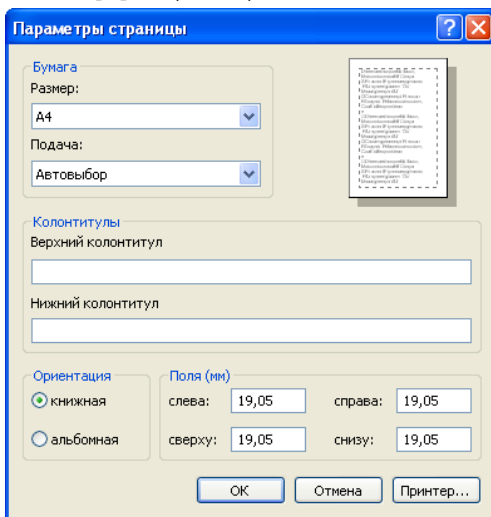 Параметры страницы
Бумага
Размер:
A4
Подача:
Автовыбор
Колонтитулы
Верхний колонтитул
Нижний колонтитул
Ориентация
книжная
альбомная
Поля (мм)
слева: 19,05 справа: 19,05
сверху: 19,05 снизу: 19,05
ОК Отмена Принтер...